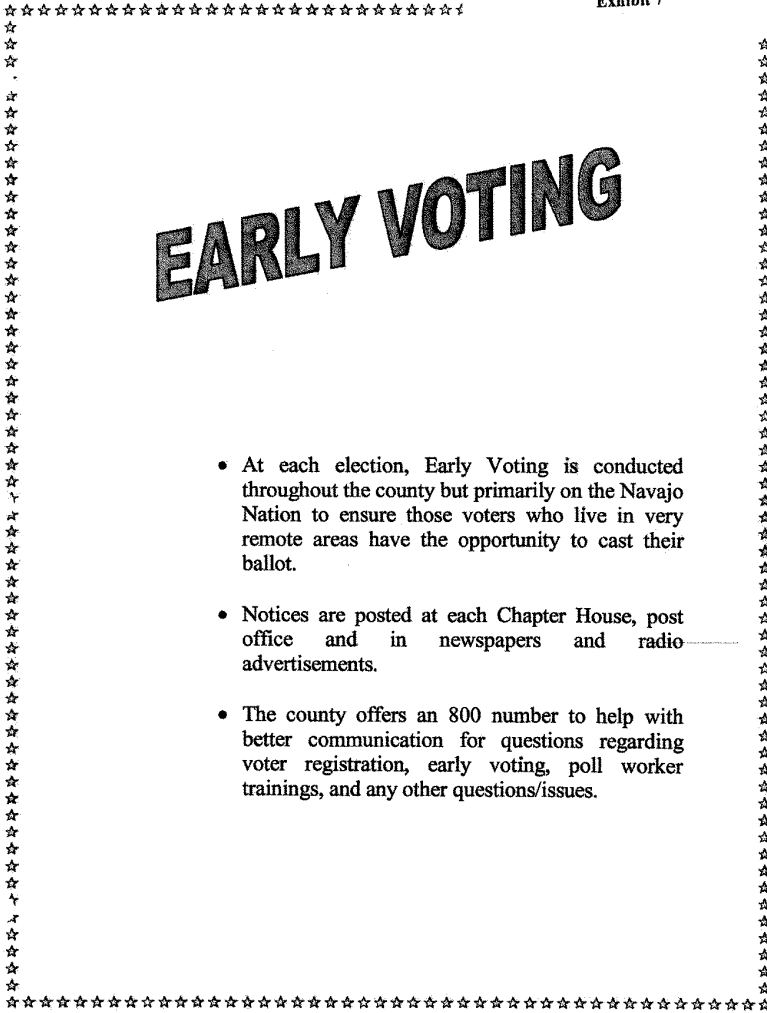 Exhibit 7
EARLY VOTING
• At each election, Early Voting is conducted
throughout the county but primarily on the Navajo
Nation to ensure those voters who live in very
remote areas have the opportunity to cast their
ballot.
• Notices are posted at each Chapter House, post
office and in newspapers and radio
advertisements.
• The county offers an 800 number to help with
better communication for questions regarding
voter registration, early voting, poll worker
trainings, and any other questions/issues.